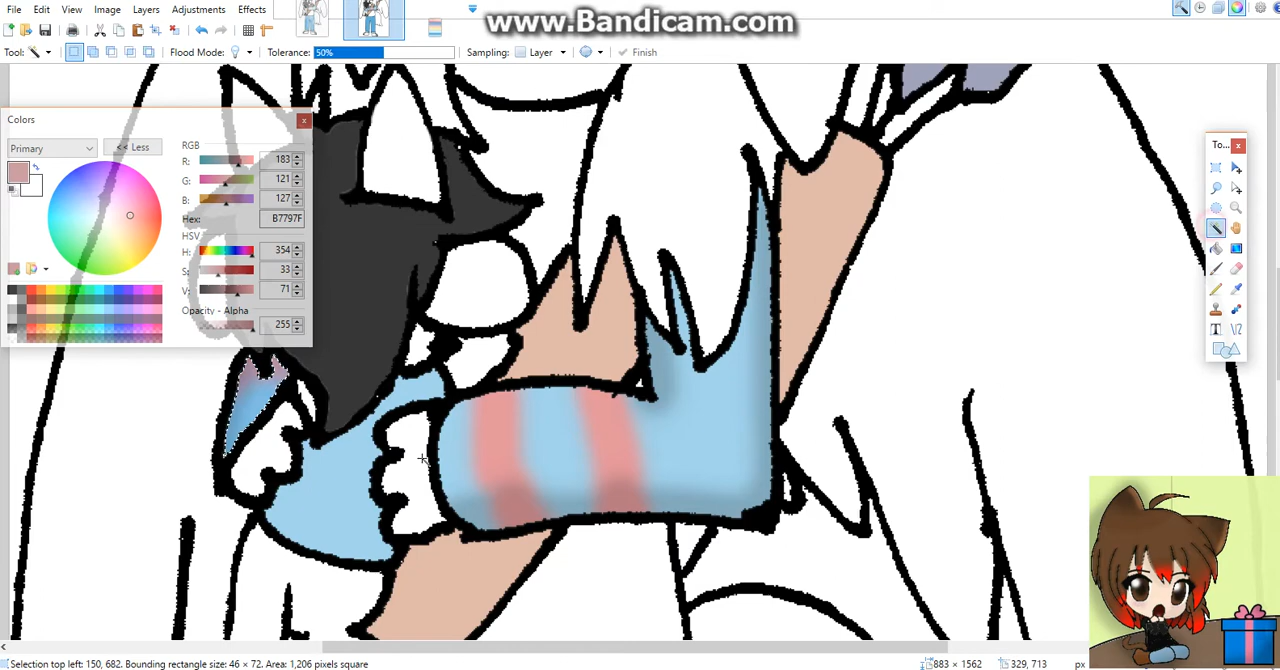 File Edit View Image Layers Adjustments Effects
www.Bandicam.com
Tool: Flood Mode: Tolerance: 50% Sampling: Layer Finish
Colors
Primary << Less
RGB
R: 183
G: 121
B: 127
Hex: B7797F
HSV
H: 354
S: 33
V: 71
Opacity - Alpha
255
To...
Selection top left: 150, 682. Bounding rectangle size: 46 × 72. Area: 1,206 pixels square 883 × 1562 329, 713 px